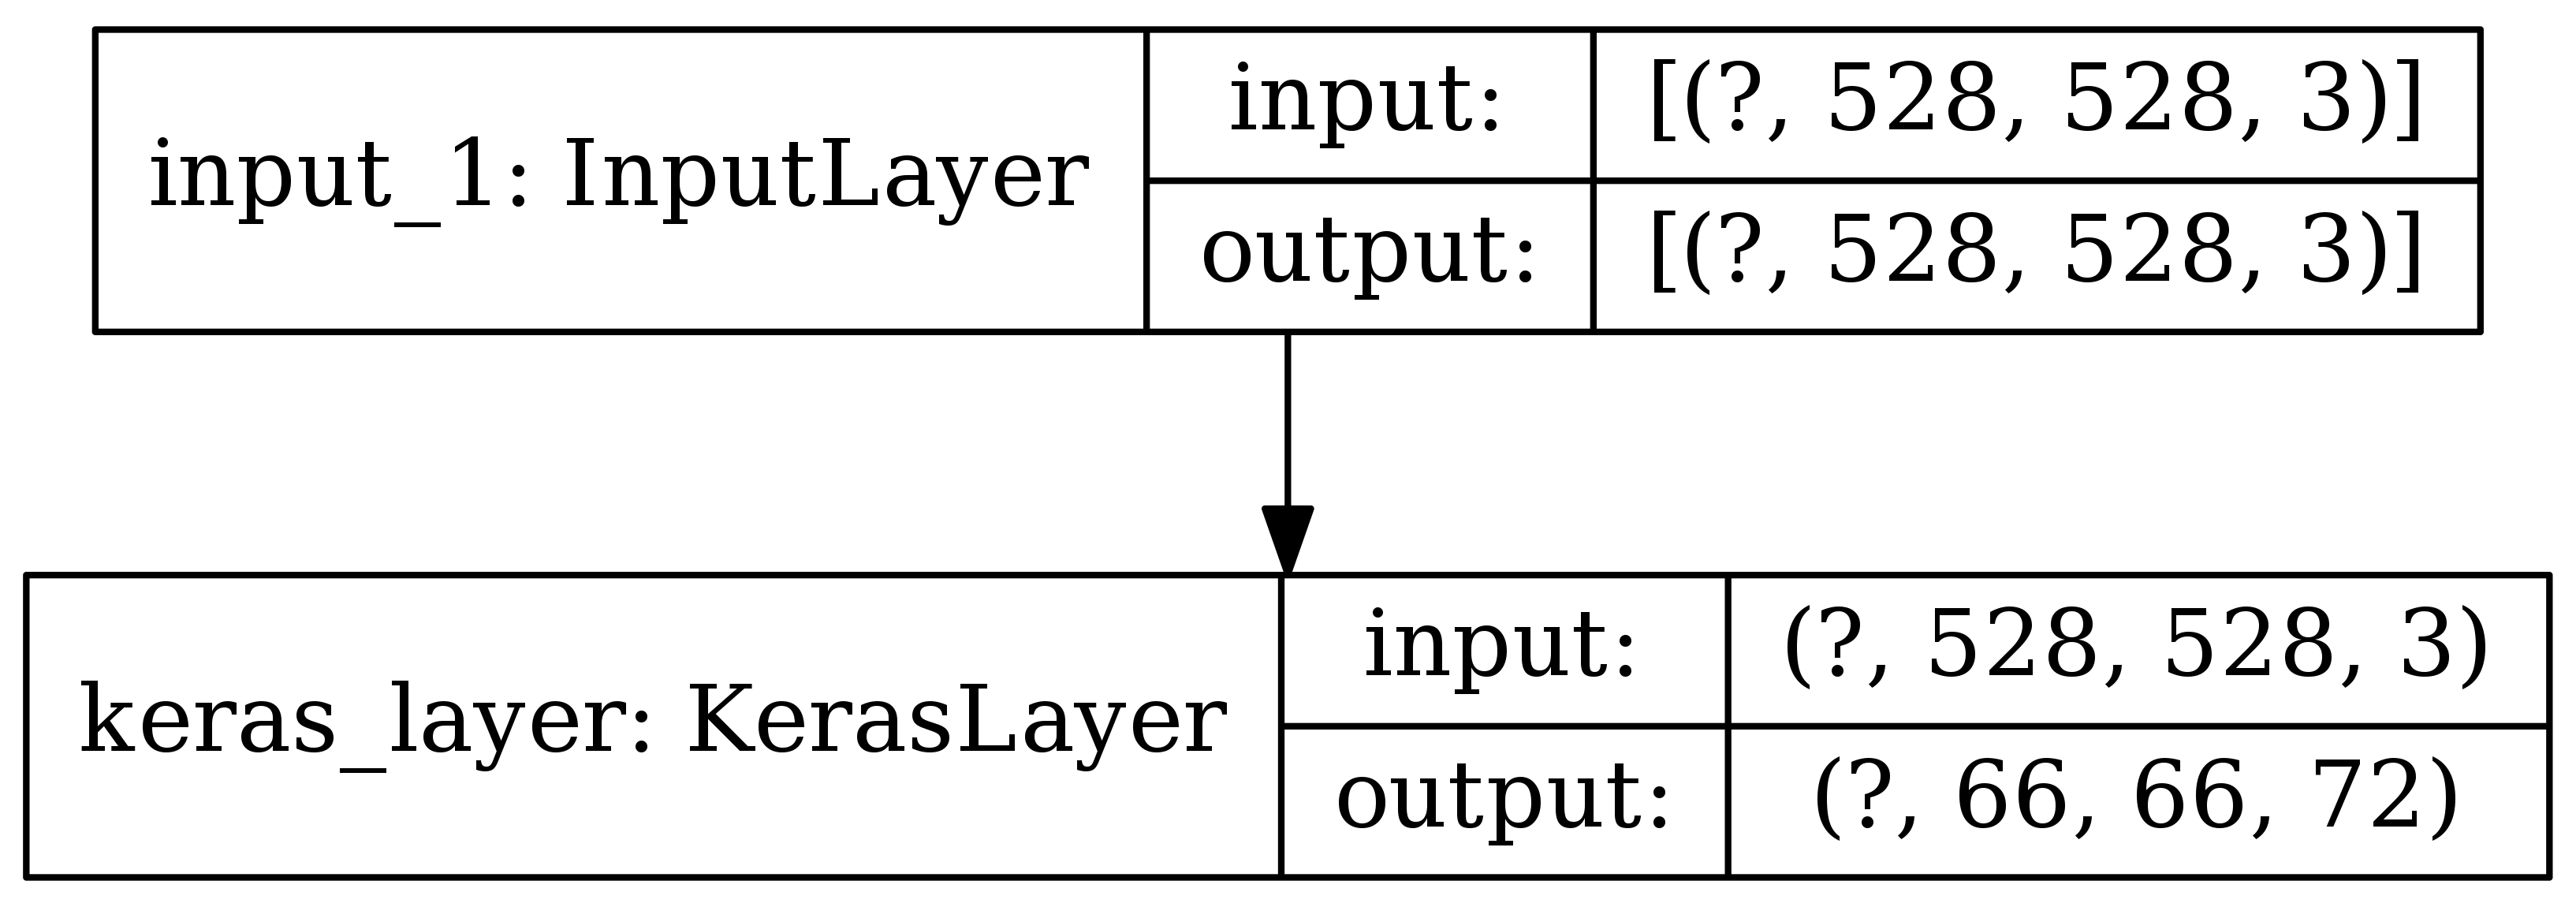 input_1: InputLayer
input:
[(?, 528, 528, 3)]
output:
[(?, 528, 528, 3)]
keras_layer: KerasLayer
input:
(?, 528, 528, 3)
output:
(?, 66, 66, 72)